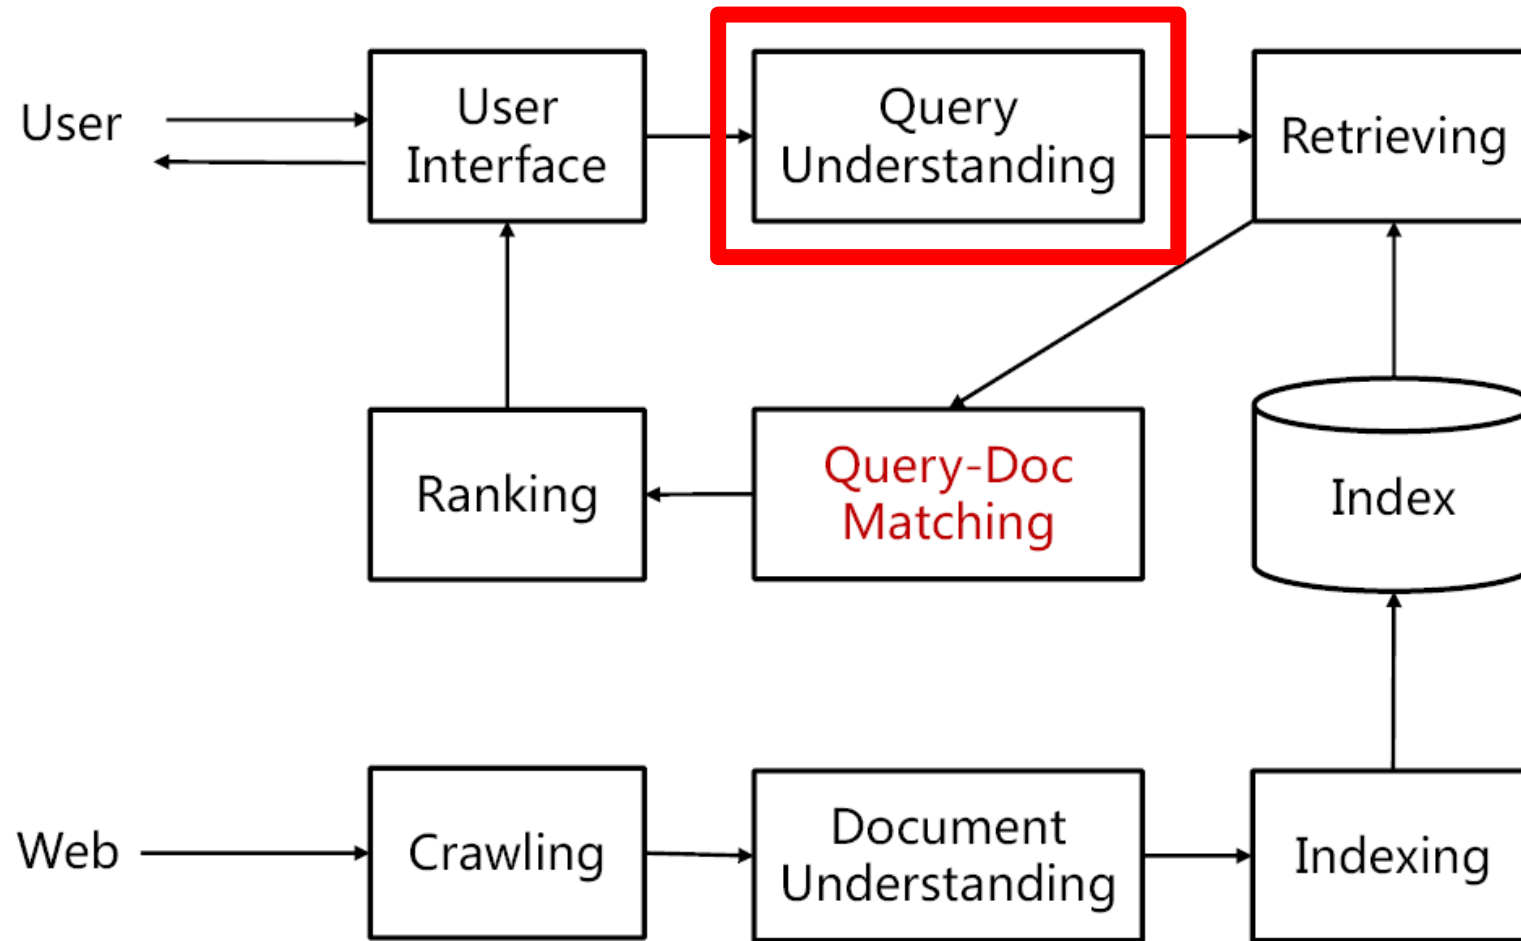 User
User
Interface
Query
Understanding
Retrieving
Ranking
Query-Doc
Matching
Index
Web
Crawling
Document
Understanding
Indexing